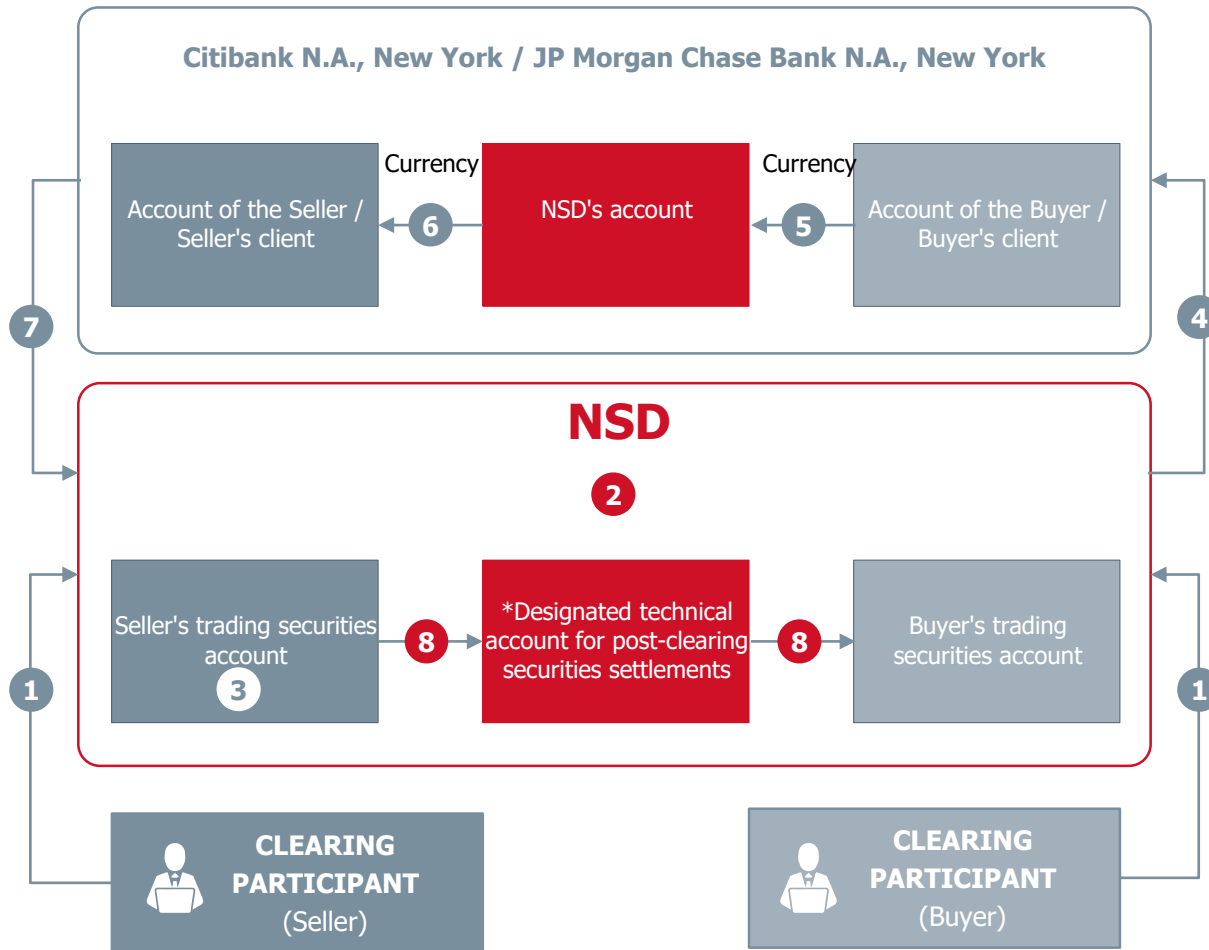 Citibank N.A., New York / JP Morgan Chase Bank N.A., New York
Currency
Currency
Account of the Seller /
Seller's client
6
NSD's account
5
Account of the Buyer /
Buyer's client
7
4
NSD
2
Seller's trading securities
account
3
8
*Designated technical
account for post-clearing
securities settlements
8
Buyer's trading
securities account
1
1
CLEARING
PARTICIPANT
(Seller)
CLEARING
PARTICIPANT
(Buyer)